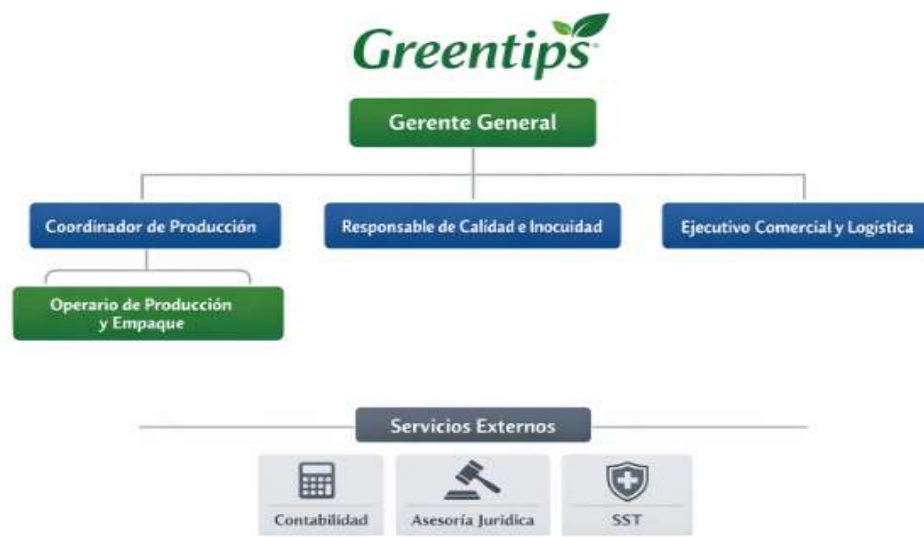 Greentips
Gerente General
Coordinador de Producción
Responsable de Calidad e Inocuidad
Ejecutivo Comercial y Logística
Operario de Producción
y Empaque
Servicios Externos
Contabilidad
Asesoría Juridica
SST